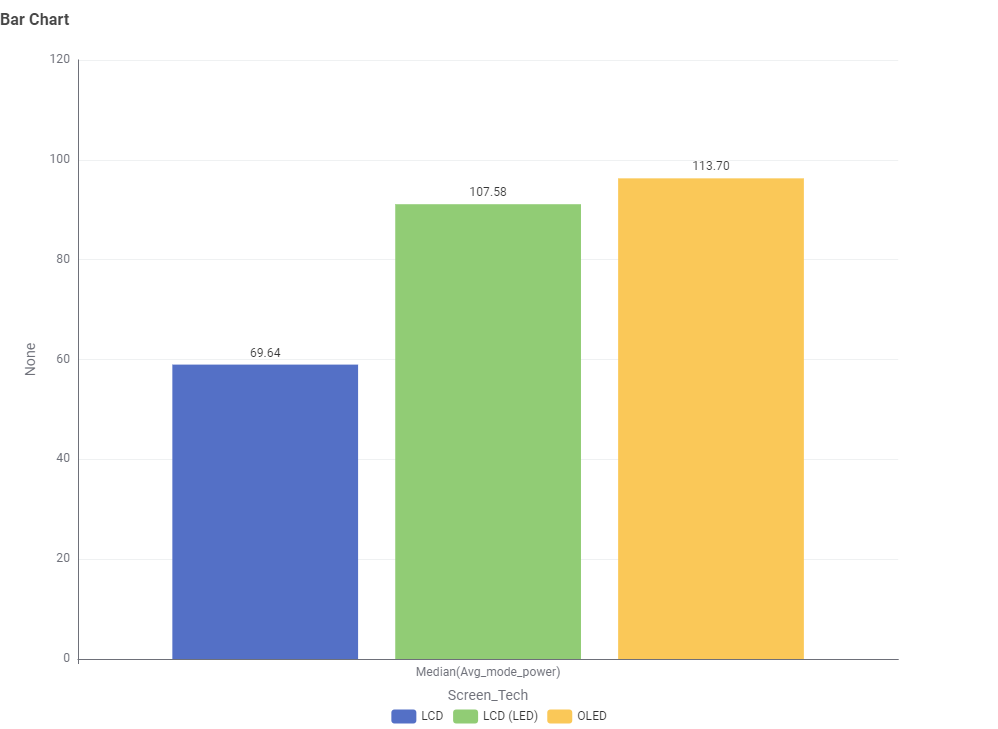 Bar Chart
120
100
80
60
40
20
0
None
69.64
107.58
113.70
Median(Avg_mode_power)
Screen_Tech
LCD LCD (LED) OLED